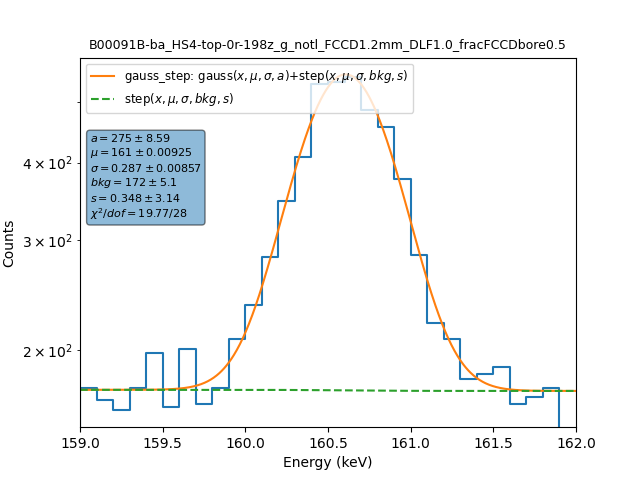 B00091B-ba_HS4-top-0r-198z_g_notl_FCCD1.2mm_DLF1.0_fracFCCDbore0.5
gauss_step: gauss(x, μ, σ, a)+step(x, μ, σ, bkg, s)
step(x, μ, σ, bkg, s)
a = 275 ± 8.59
μ = 161 ± 0.00925
σ = 0.287 ± 0.00857
bkg = 172 ± 5.1
s = 0.348 ± 3.14
χ²/dof = 19.77/28
4 × 10²
3 × 10²
2 × 10²
Counts
159.0 159.5 160.0 160.5 161.0 161.5 162.0
Energy (keV)